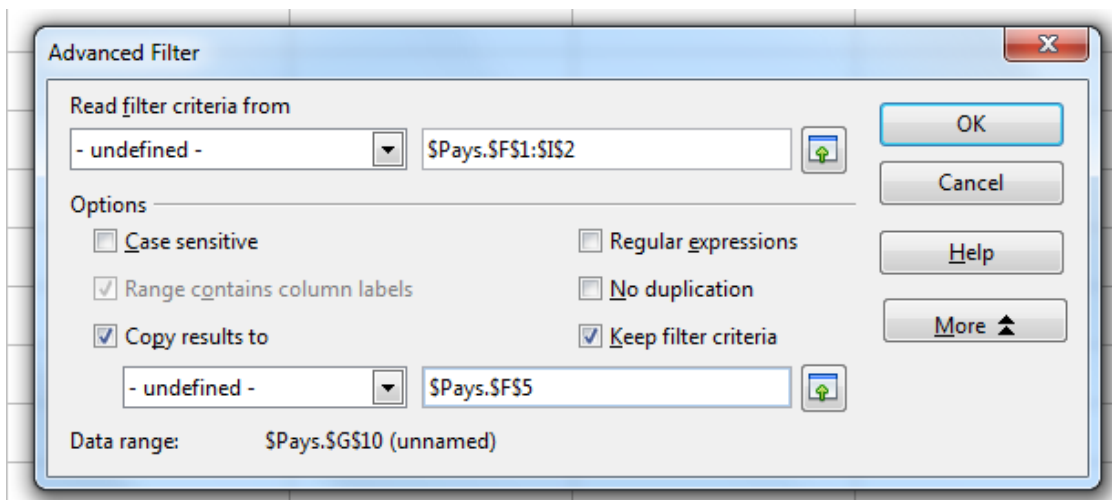 Advanced Filter
Read filter criteria from
- undefined -
$Pays.$F$1:$I$2
OK
Cancel
Options
Case sensitive
Regular expressions
Help
Range contains column labels
No duplication
More
Copy results to
Keep filter criteria
- undefined -
$Pays.$F$5
Data range:
$Pays.$G$10 (unnamed)